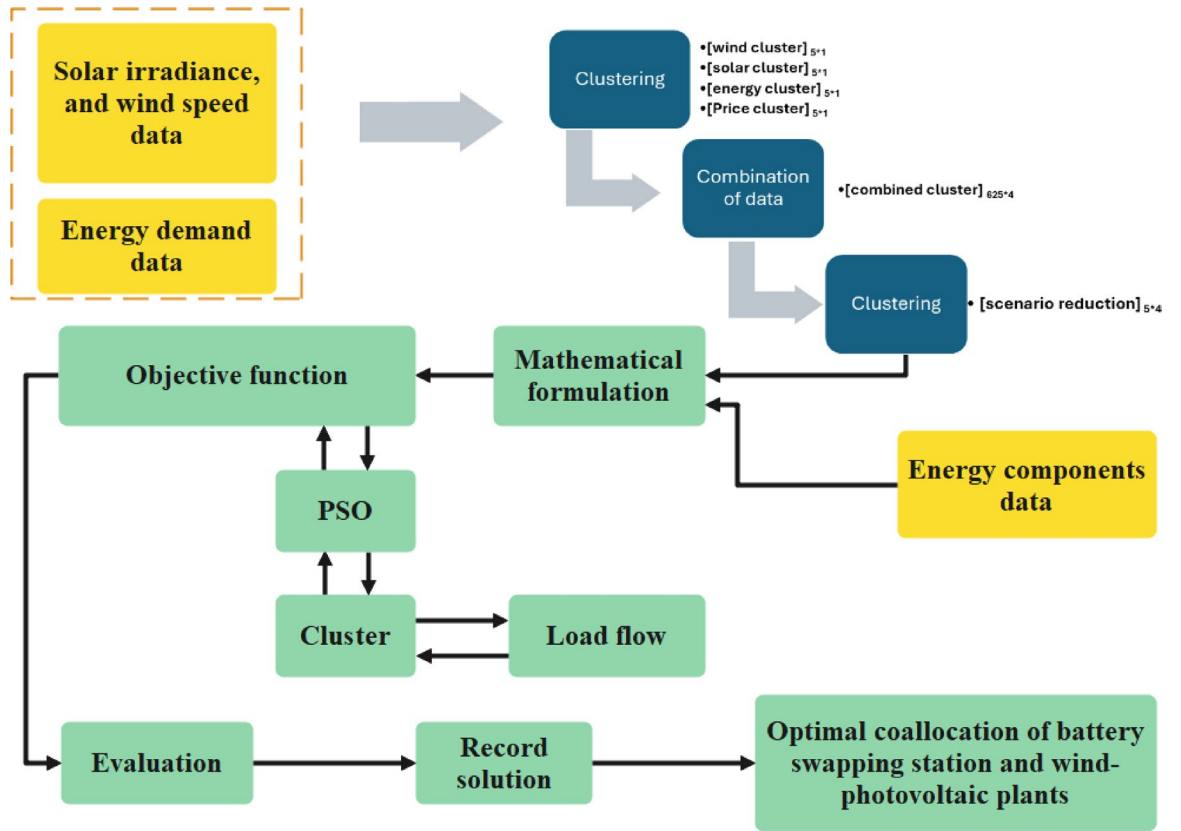 Solar irradiance,
and wind speed
data
Energy demand
data
Clustering
•[wind cluster] 5*1
•[solar cluster] 5*1
•[energy cluster] 5*1
•[Price cluster] 5*1
Combination
of data
•[combined cluster] 625*4
Clustering
• [scenario reduction] 5*4
Objective function
Mathematical
formulation
Energy components
data
PSO
Cluster
Load flow
Evaluation
Record
solution
Optimal coallocation of battery
swapping station and wind-
photovoltaic plants